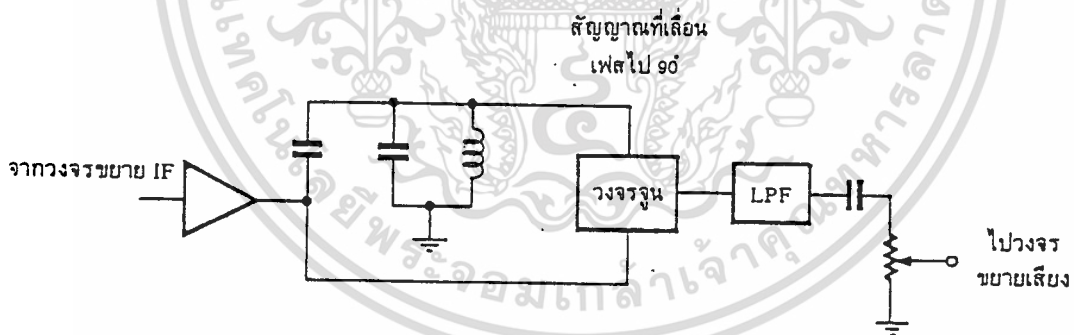 สัญญาณที่เลื่อน
เฟสไป 90°
จากวงจรขยาย IF
วงจรจูน
LPF
ไปวงจร
ขยายเสียง